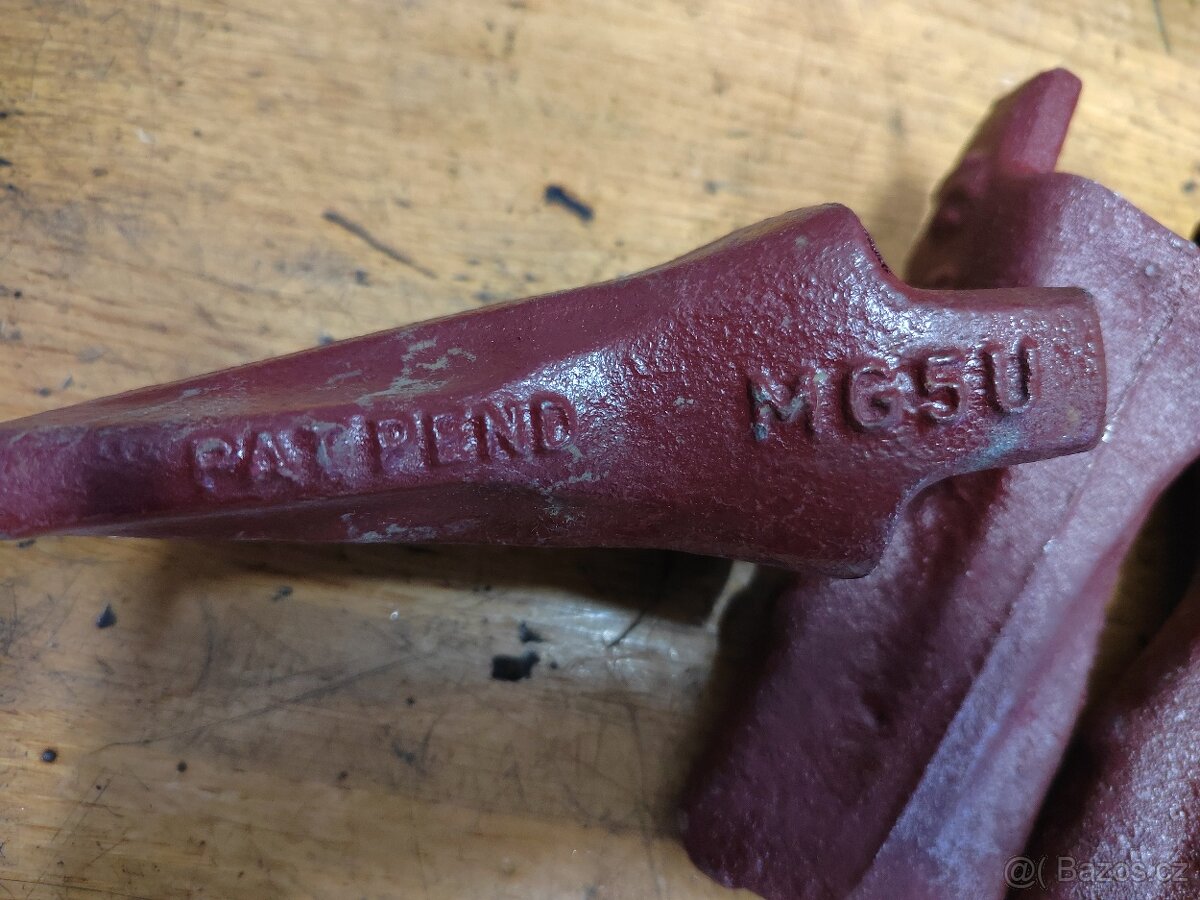 PAT PEND MG5U
@( Bazos.cz